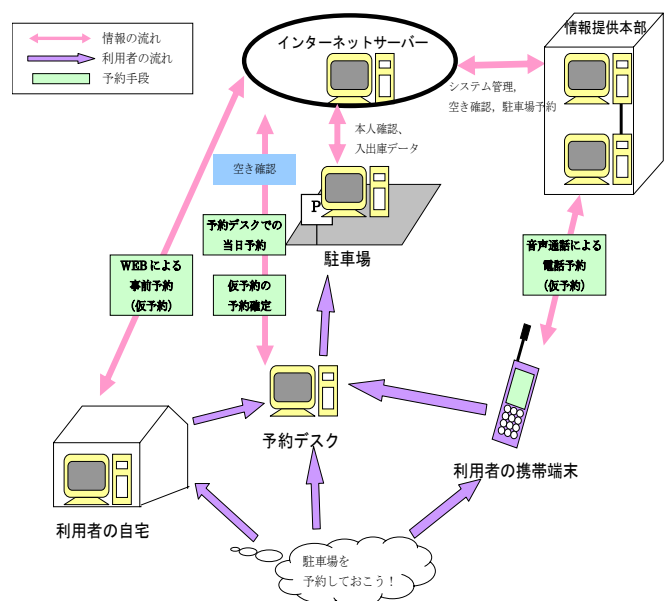 情報の流れ
利用者の流れ
予約手段
インターネットサーバー
情報提供本部
システム管理,
空き確認, 駐車場予約
本人確認、
入出庫データ
空き確認
P
予約デスクでの
当日予約
駐車場
WEBによる
事前予約
(仮予約)
仮予約の
予約確定
音声通話による
電話予約
(仮予約)
予約デスク
利用者の携帯端末
利用者の自宅
駐車場を
予約しておこう！